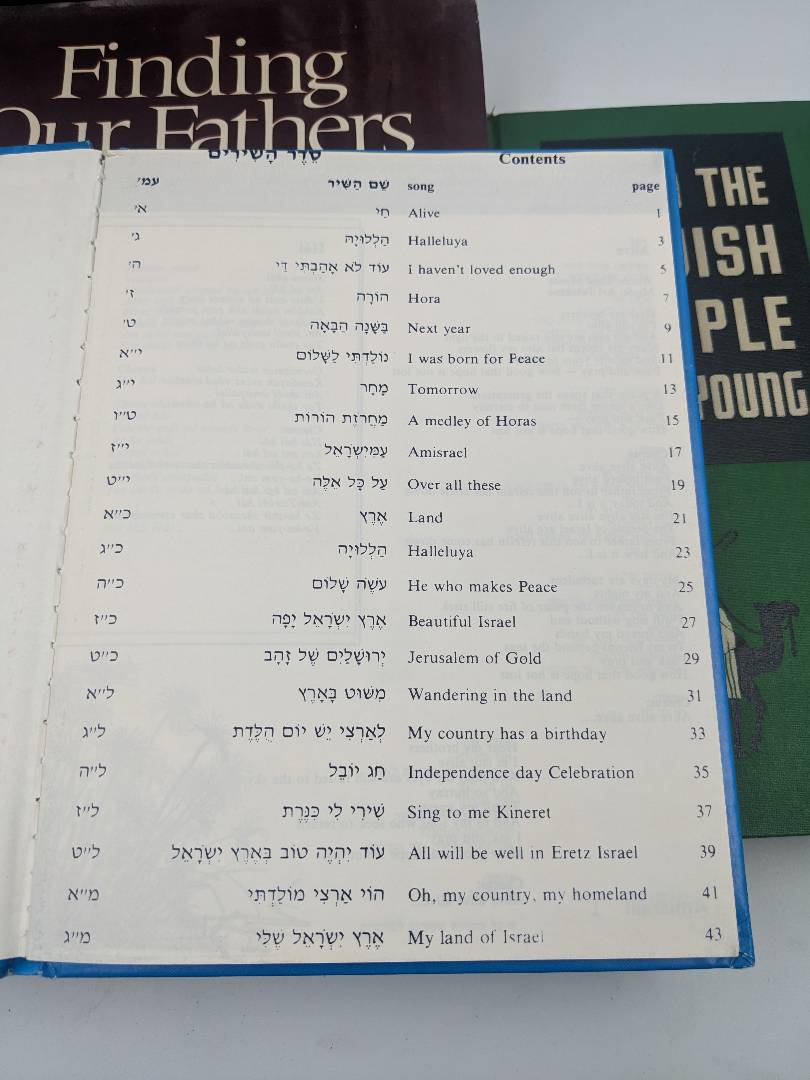 Finding
Our Fathers
THE
PLE
YOUNG
סֵדֶר הַשִּׁירִים Contents
עמ' שֵׁם הַשִּׁיר song page
א' חַי Alive 1
ג' הַלְלוּיָהּ Halleluya 3
ה' עוֹד לֹא אָהַבְתִּי דַי I haven't loved enough 5
ז' הוֹרָה Hora 7
ט' בַּשָּׁנָה הַבָּאָה Next year 9
י"א נוֹלַדְתִּי לַשָּׁלוֹם I was born for Peace 11
י"ג מָחָר Tomorrow 13
ט"ו מַחֲרֹזֶת הוֹרוֹת A medley of Horas 15
י"ז עַמִּיִשְׂרָאֵל Amisrael 17
י"ט עַל כָּל אֵלֶּה Over all these 19
כ"א אֶרֶץ Land 21
כ"ג הַלְלוּיָהּ Halleluya 23
כ"ה עֹשֶׂה שָׁלוֹם He who makes Peace 25
כ"ז אֶרֶץ יִשְׂרָאֵל יָפָה Beautiful Israel 27
כ"ט יְרוּשָׁלַיִם שֶׁל זָהָב Jerusalem of Gold 29
ל"א מִשּׁוּט בָּאָרֶץ Wandering in the land 31
ל"ג לְאַרְצִי יֵשׁ יוֹם הֻלֶּדֶת My country has a birthday 33
ל"ה חַג יוֹבֵל Independence day Celebration 35
ל"ז שִׁירִי לִי כִּנֶּרֶת Sing to me Kineret 37
ל"ט עוֹד יִהְיֶה טוֹב בְּאֶרֶץ יִשְׂרָאֵל All will be well in Eretz Israel 39
מ"א הוֹי אַרְצִי מוֹלַדְתִּי Oh, my country, my homeland 41
מ"ג אֶרֶץ יִשְׂרָאֵל שֶׁלִּי My land of Israel 43